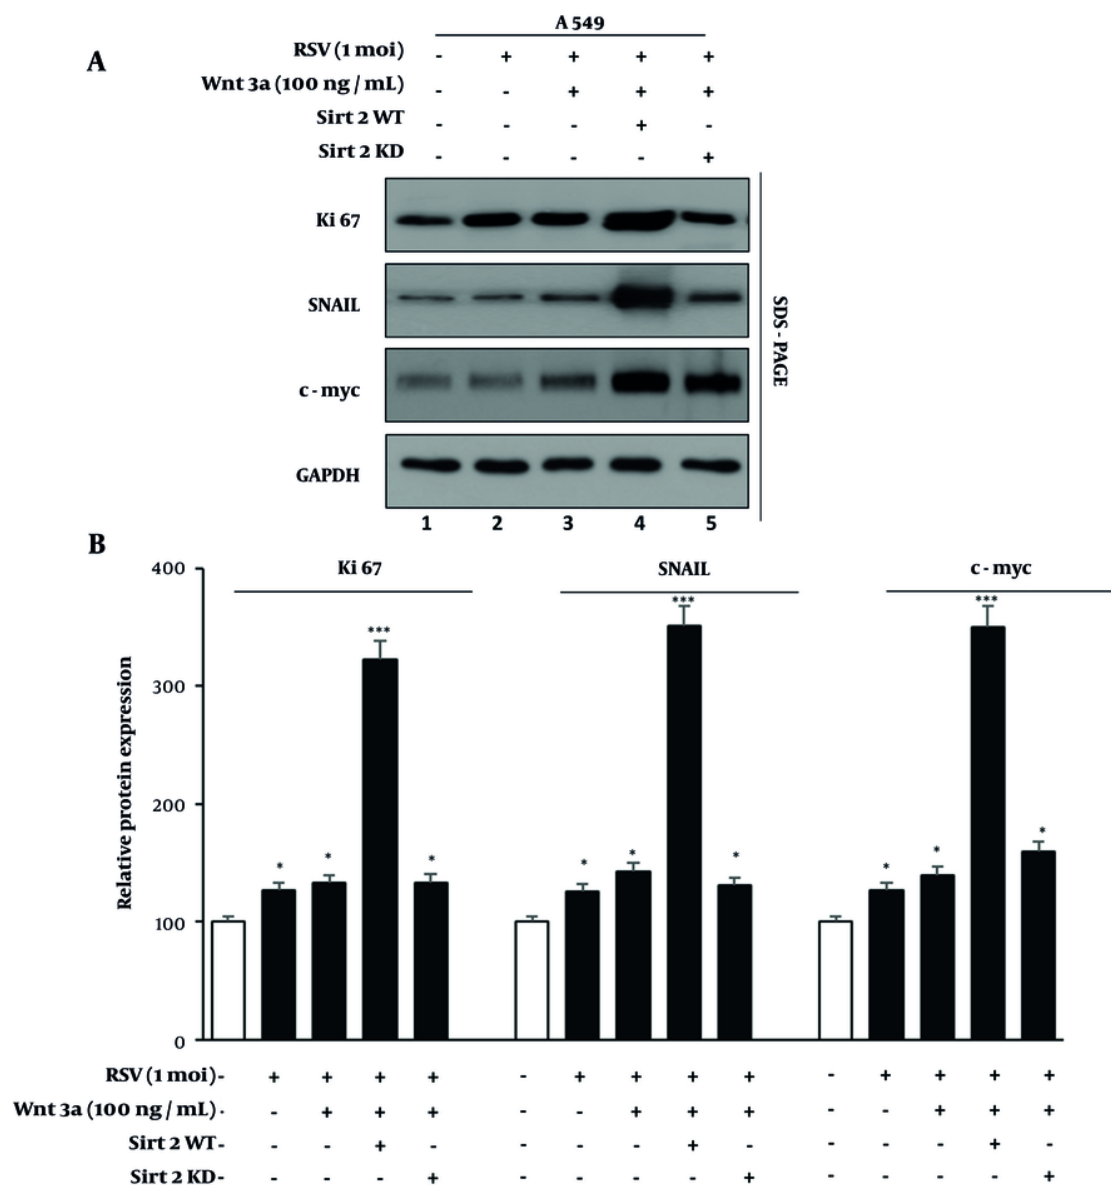 A 549
A
RSV (1 moi) - + + + +
Wnt 3a (100 ng / mL) - - + + +
Sirt 2 WT - - - + -
Sirt 2 KD - - - - +
Ki 67
SNAIL
c - myc
GAPDH
SDS - PAGE
1 2 3 4 5
B
Ki 67 SNAIL c - myc
Relative protein expression
400
300
200
100
0
* * *** *
* * *** *
* * *** *
RSV (1 moi)- + + + + - + + + + - + + + +
Wnt 3a (100 ng / mL)- - + + + - - + + + - - + + +
Sirt 2 WT- - - + - - - - + - - - - + -
Sirt 2 KD- - - - + - - - - + - - - - +